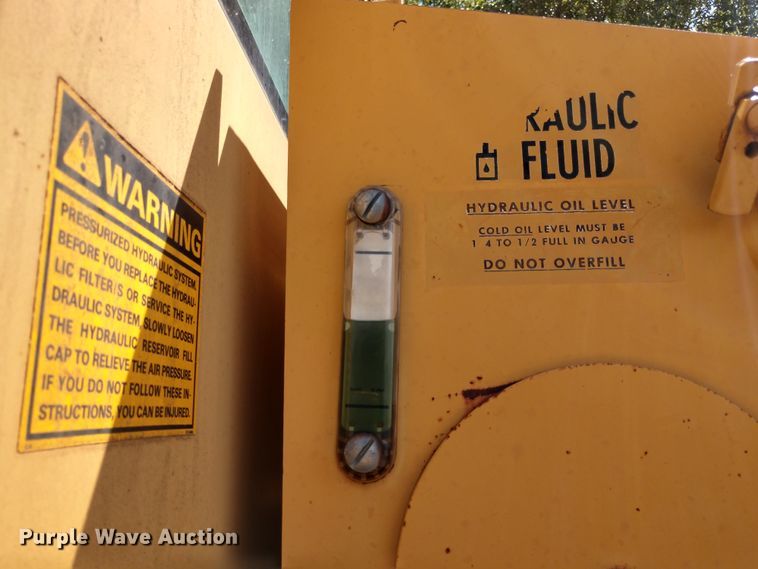 WARNING
PRESSURIZED HYDRAULIC SYSTEM.
BEFORE YOU REPLACE THE HYDRAU-
LIC FILTER/S OR SERVICE THE HY-
DRAULIC SYSTEM, SLOWLY LOOSEN
THE HYDRAULIC RESERVOIR FILL
CAP TO RELIEVE THE AIR PRESSURE.
IF YOU DO NOT FOLLOW THESE IN-
STRUCTIONS, YOU CAN BE INJURED.
RAULIC
FLUID
HYDRAULIC OIL LEVEL
COLD OIL LEVEL MUST BE
1 4 TO 1/2 FULL IN GAUGE
DO NOT OVERFILL
Purple Wave Auction